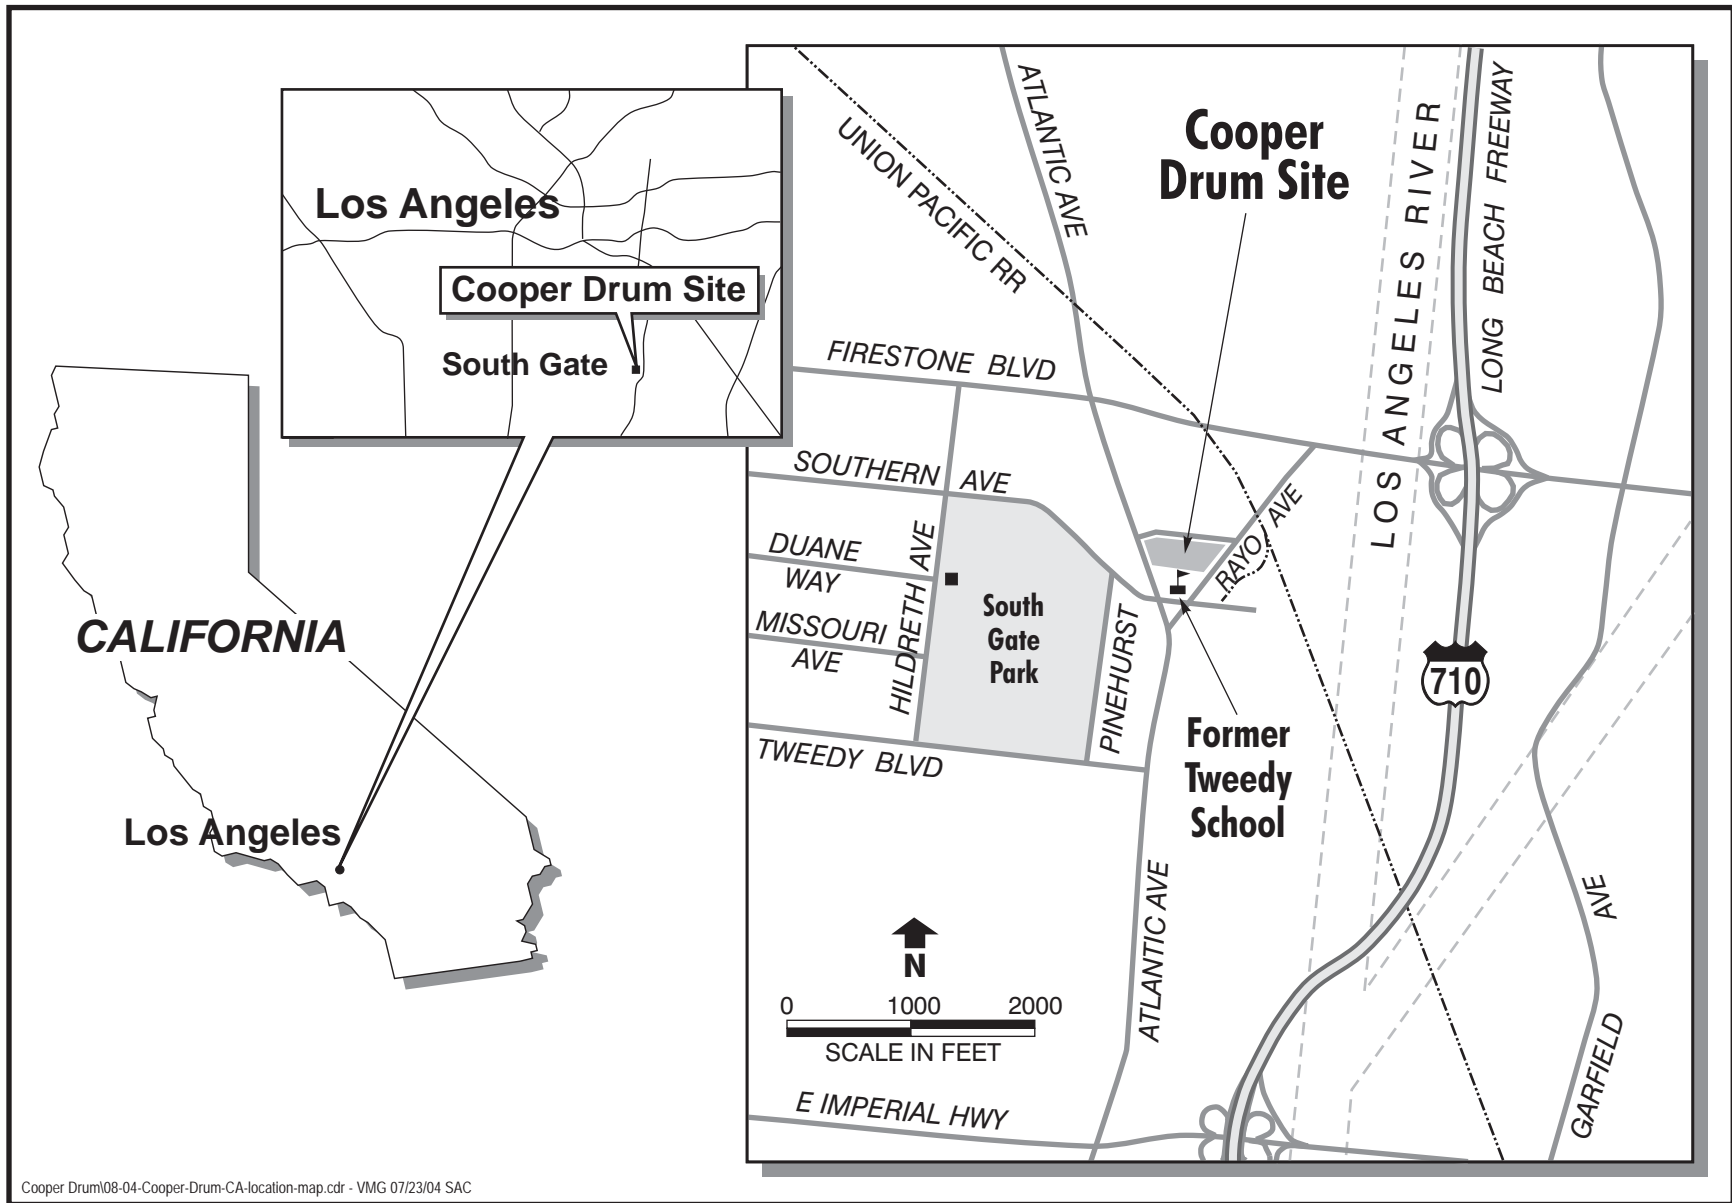 Los Angeles
Cooper Drum Site
South Gate
CALIFORNIA
Los Angeles
Cooper
Drum Site
ATLANTIC AVE
UNION PACIFIC RR
LOS ANGELES RIVER
LONG BEACH FREEWAY
FIRESTONE BLVD
SOUTHERN AVE
DUANE
WAY
MISSOURI
AVE
HILDRETH AVE
South
Gate
Park
PINEHURST
RAYO AVE
TWEEDY BLVD
Former
Tweedy
School
710
ATLANTIC AVE
GARFIELD AVE
N
0 1000 2000
SCALE IN FEET
E IMPERIAL HWY
Cooper Drum\08-04-Cooper-Drum-CA-location-map.cdr - VMG 07/23/04 SAC